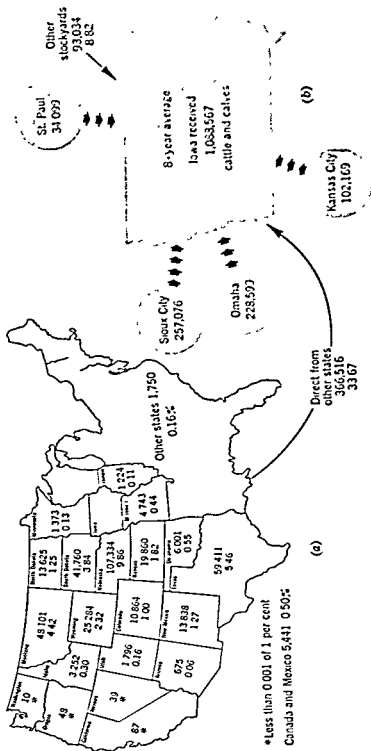 Washington
10
*
Oregon
*
California
87
*
Nevada
39
*
Idaho
3,252
0.30
Montana
48,101
4.42
Wyoming
25,284
2.32
Utah
1,796
0.16
Arizona
675
0.06
Colorado
10,864
1.00
New Mexico
13,838
1.27
North Dakota
13,625
1.25
South Dakota
41,760
3.84
Nebraska
107,334
9.86
Kansas
19,860
1.82
Oklahoma
6,001
0.55
Texas
59,411
5.46
Minnesota
1,373
0.13
Iowa
4,743
0.44
1,224
0.11
Other states 1,750
0.16%
*Less than 0.001 of 1 per cent
Canada and Mexico 5,441 0.50%
(a)
Direct from
other states
366,516
33.67
Sioux City
257,076
Omaha
228,593
St. Paul
34,099
Other
stockyards
93,034
8.82
8-year average
Iowa received
1,088,567
cattle and calves
Kansas City
102,169
(b)